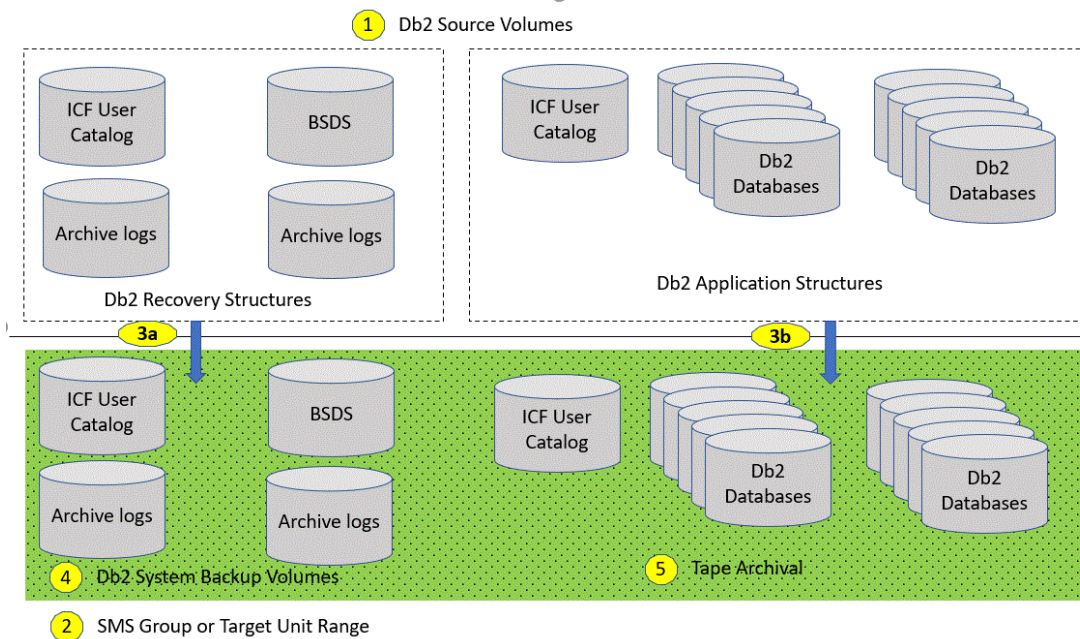 1 Db2 Source Volumes
ICF User
Catalog
BSDS
Archive logs
Archive logs
Db2 Recovery Structures
ICF User
Catalog
Db2
Databases
Db2
Databases
Db2 Application Structures
3a
3b
ICF User
Catalog
BSDS
Archive logs
Archive logs
ICF User
Catalog
Db2
Databases
Db2
Databases
4 Db2 System Backup Volumes
5 Tape Archival
2 SMS Group or Target Unit Range